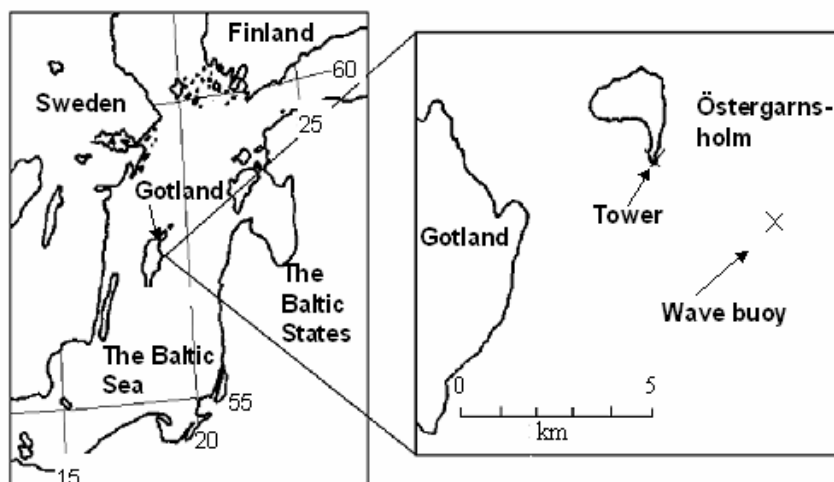 Finland
60
Sweden
25
Gotland
The
Baltic
States
The Baltic
Sea
55
20
15
Östergarns-
holm
Tower
Gotland
Wave buoy
0
5
km